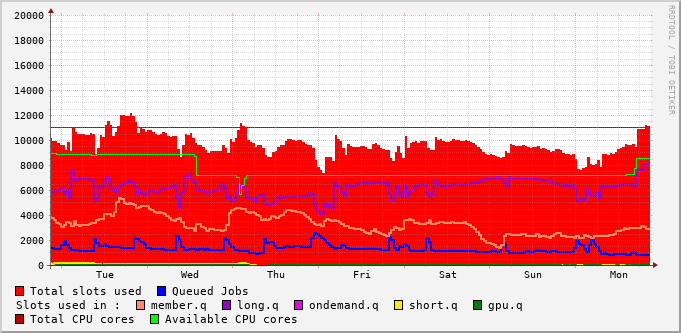 20000
18000
16000
14000
12000
10000
8000
6000
4000
2000
0
Tue Wed Thu Fri Sat Sun Mon
RRDTOOL / TOBI OETIKER
Total slots used Queued Jobs
Slots used in : member.q long.q ondemand.q short.q gpu.q
Total CPU cores Available CPU cores